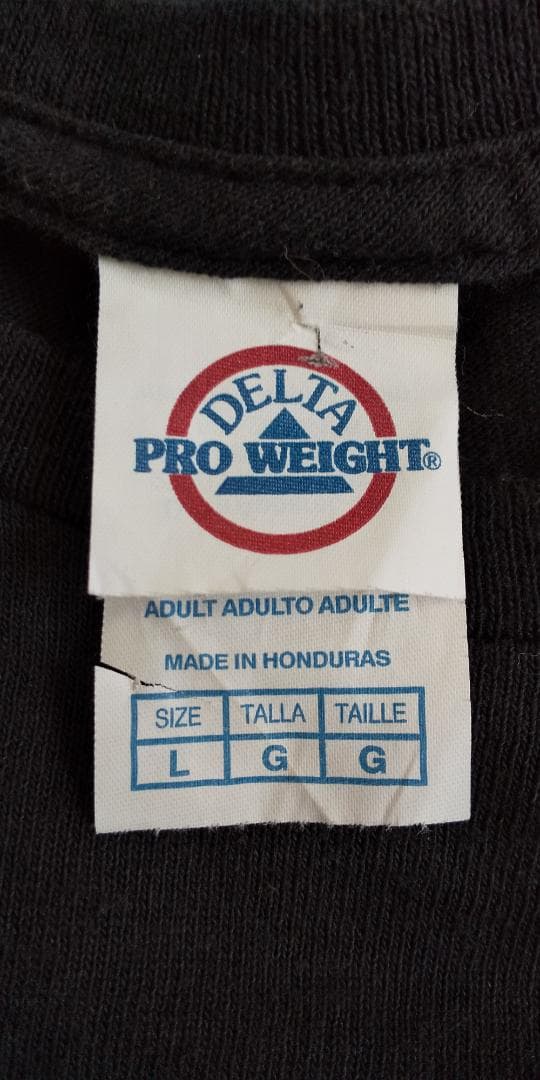 DELTA
PRO WEIGHT®
ADULT ADULTO ADULTE
MADE IN HONDURAS
SIZE TALLA TAILLE
L G G